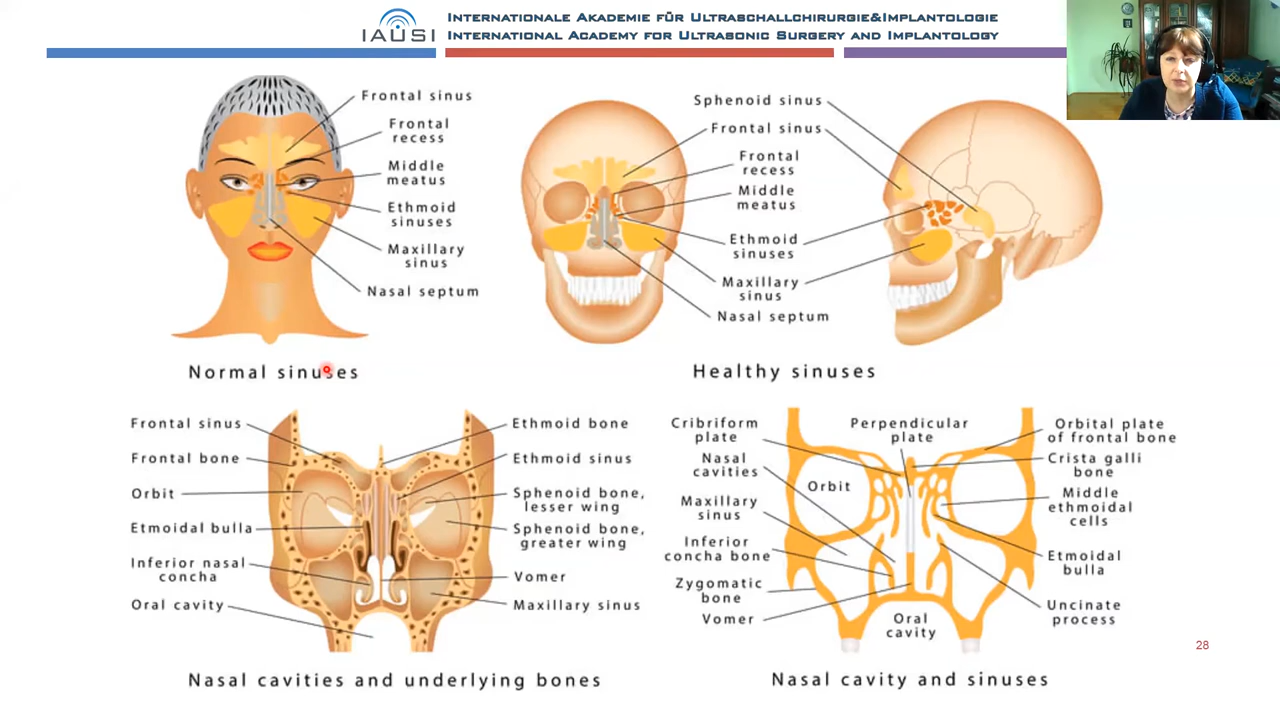 IAUSI
INTERNATIONALE AKADEMIE FÜR ULTRASCHALLCHIRURGIE&IMPLANTOLOGIE
INTERNATIONAL ACADEMY FOR ULTRASONIC SURGERY AND IMPLANTOLOGY
Frontal sinus
Frontal
recess
Middle
meatus
Ethmoid
sinuses
Maxillary
sinus
Nasal septum
Normal sinuses
Sphenoid sinus
Frontal sinus
Frontal
recess
Middle
meatus
Ethmoid
sinuses
Maxillary
sinus
Nasal septum
Healthy sinuses
Frontal sinus
Frontal bone
Orbit
Etmoidal bulla
Inferior nasal
concha
Oral cavity
Ethmoid bone
Ethmoid sinus
Sphenoid bone,
lesser wing
Sphenoid bone,
greater wing
Vomer
Maxillary sinus
Nasal cavities and underlying bones
Cribriform
plate
Nasal
cavities
Maxillary
sinus
Inferior
concha bone
Zygomatic
bone
Vomer
Perpendicular
plate
Orbit
Oral
cavity
Orbital plate
of frontal bone
Crista galli
bone
Middle
ethmoidal
cells
Etmoidal
bulla
Uncinate
process
Nasal cavity and sinuses
28